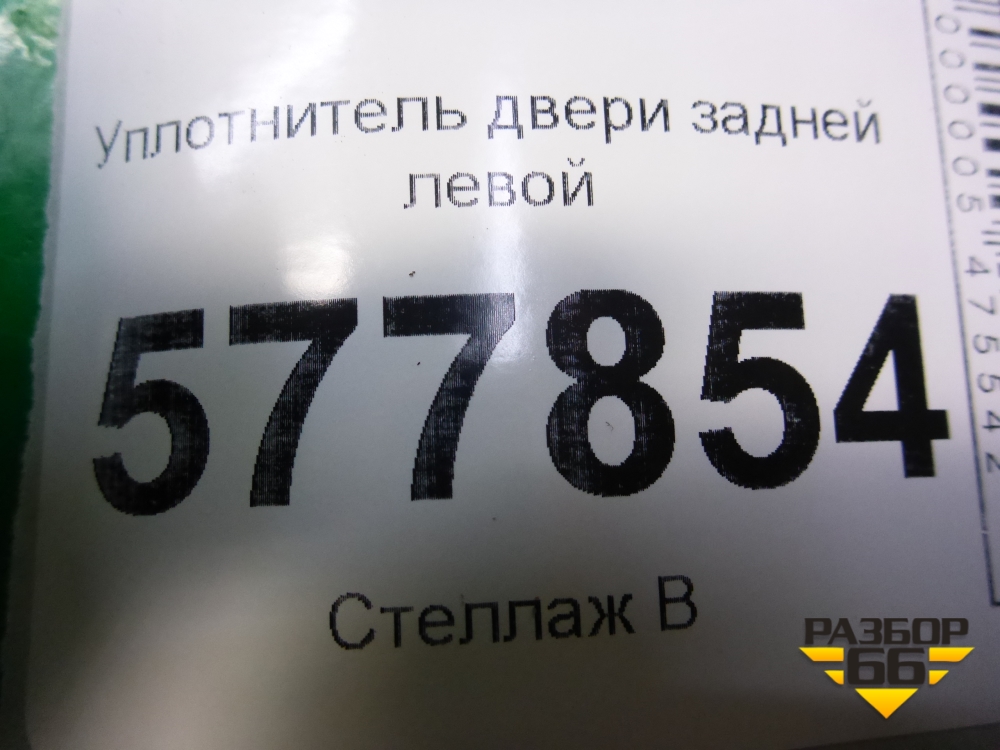 Уплотнитель двери задней
левой
577854
Стеллаж В
РАЗБОР
66